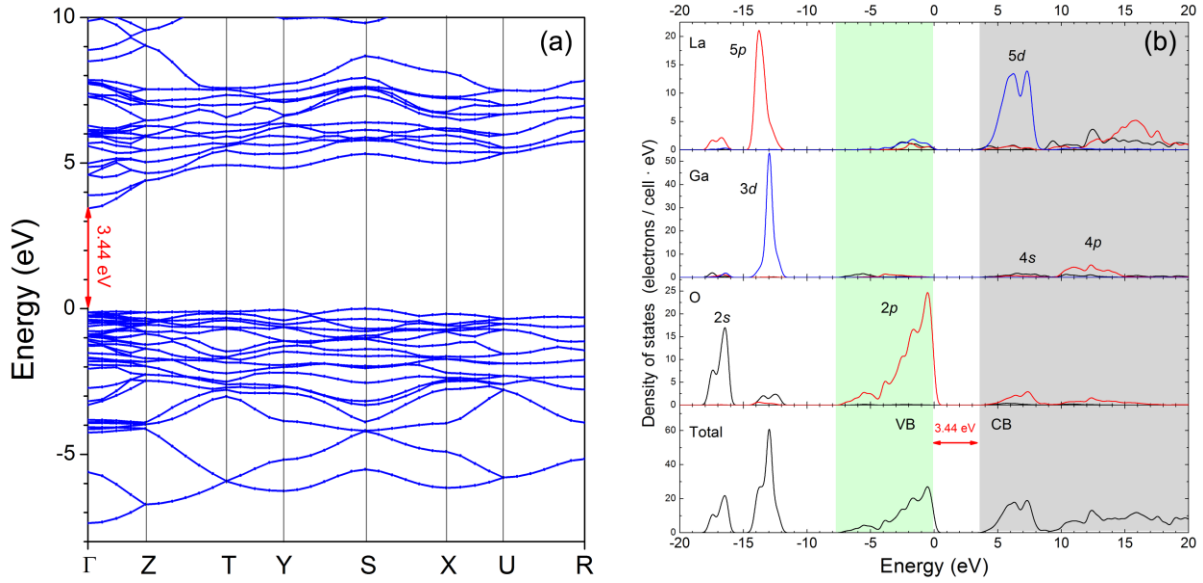 (a)
10
5
0
-5
Energy (eV)
3.44 eV
Γ Z T Y S X U R
(b)
-20 -15 -10 -5 0 5 10 15 20
La
5p
5d
20
15
10
5
0
Ga
3d
4s
4p
50
40
30
20
10
0
O
2s
2p
25
20
15
10
5
0
Total
VB
3.44 eV
CB
80
60
40
20
0
Density of states (electrons / cell · eV)
-20 -15 -10 -5 0 5 10 15 20
Energy (eV)